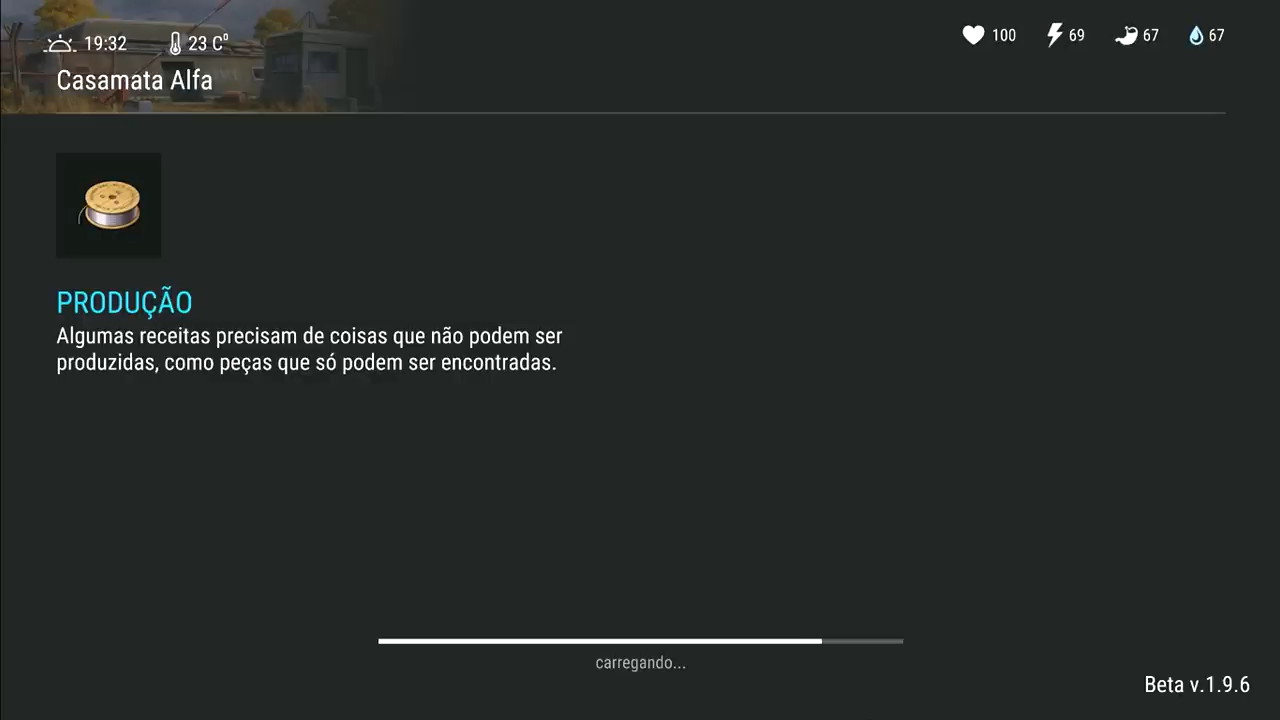 19:32 23 C⁰ 100 69 67 67
Casamata Alfa
PRODUÇÃO
Algumas receitas precisam de coisas que não podem ser
produzidas, como peças que só podem ser encontradas.
carregando...
Beta v.1.9.6